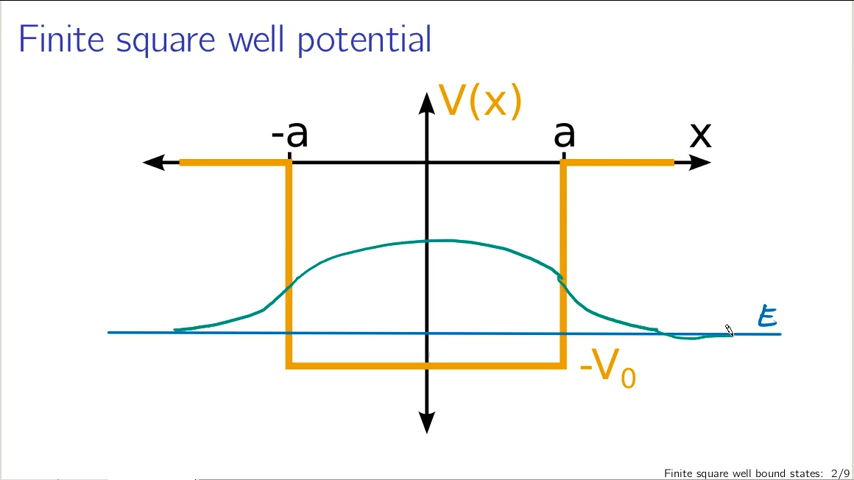 Finite square well potential
V(x)
-a a x
E
-V₀
Finite square well bound states: 2/9